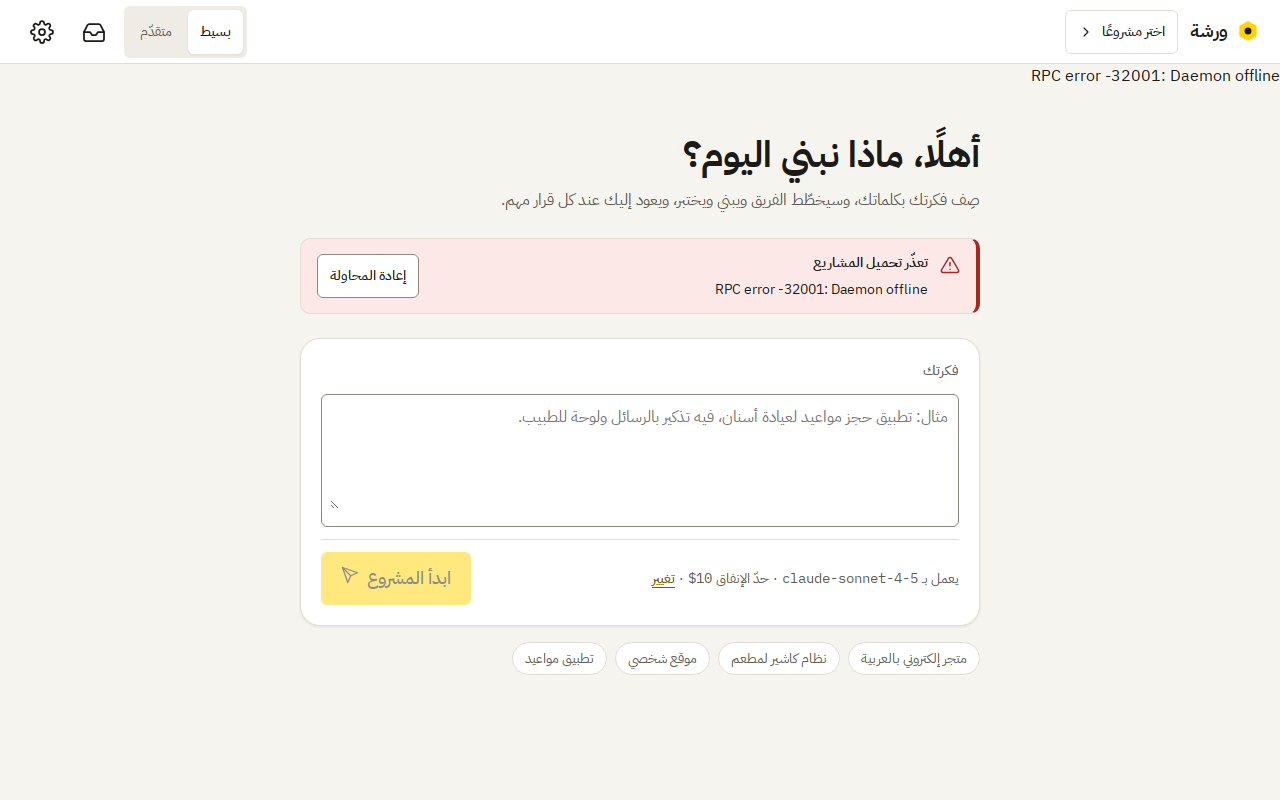 ورشة
اختر مشروعًا
بسيط
متقدّم
RPC error -32001: Daemon offline
أهلًا، ماذا نبني اليوم؟
صِف فكرتك بكلماتك، وسيخطّط الفريق ويبني ويختبر، ويعود إليك عند كل قرار مهم.
تعذّر تحميل المشاريع
RPC error -32001: Daemon offline
إعادة المحاولة
فكرتك
مثال: تطبيق حجز مواعيد لعيادة أسنان، فيه تذكير بالرسائل ولوحة للطبيب.
يعمل بـ claude-sonnet-4-5 · حدّ الإنفاق 10$ · تغيير
ابدأ المشروع
متجر إلكتروني بالعربية
نظام كاشير لمطعم
موقع شخصي
تطبيق مواعيد